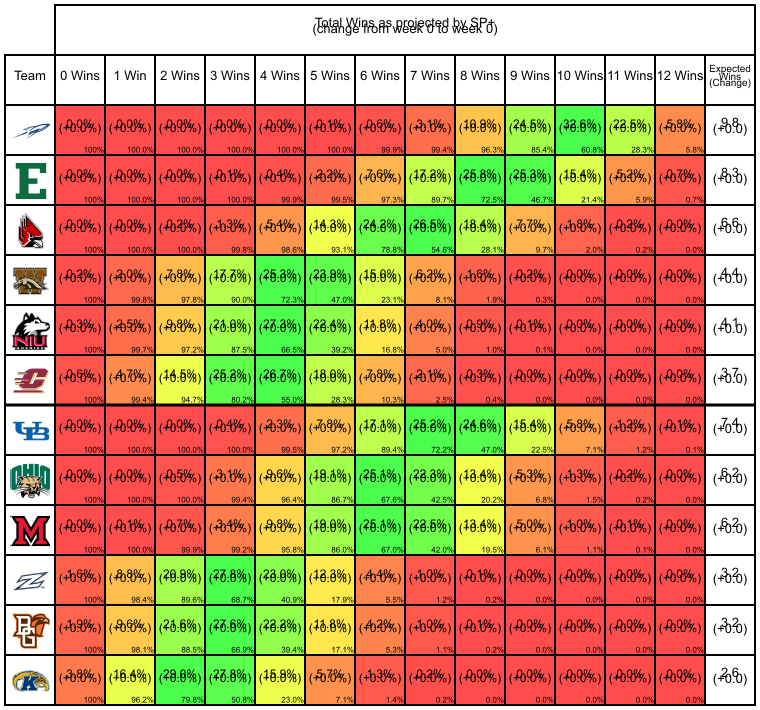 Total Wins as projected by SP+
(change from week 0 to week 0)
Team 0 Wins 1 Win 2 Wins 3 Wins 4 Wins 5 Wins 6 Wins 7 Wins 8 Wins 9 Wins 10 Wins 11 Wins 12 Wins Expected
Wins
(Change)
0.0% 0.0% 0.0% 0.0% 0.0% 0.1% 0.6% 3.1% 10.9% 24.5% 32.6% 22.5% 5.8% 9.8
(+0.0%) (+0.0%) (+0.0%) (+0.0%) (+0.0%) (+0.0%) (+0.0%) (+0.0%) (+0.0%) (+0.0%) (+0.0%) (+0.0%) (+0.0%) (+0.0)
100% 100.0% 100.0% 100.0% 100.0% 100.0% 99.9% 99.4% 96.3% 85.4% 60.8% 28.3% 5.8%
E 0.0% 0.0% 0.0% 0.1% 0.4% 2.2% 7.6% 17.2% 25.8% 25.3% 15.4% 5.2% 0.7% 8.3
(+0.0%) (+0.0%) (+0.0%) (+0.0%) (+0.0%) (+0.0%) (+0.0%) (+0.0%) (+0.0%) (+0.0%) (+0.0%) (+0.0%) (+0.0%) (+0.0)
100% 100.0% 100.0% 100.0% 99.9% 99.5% 97.3% 89.7% 72.5% 46.7% 21.4% 5.9% 0.7%
0.0% 0.0% 0.2% 1.3% 5.4% 14.3% 24.2% 26.5% 18.4% 7.7% 1.8% 0.2% 0.0% 6.6
(+0.0%) (+0.0%) (+0.0%) (+0.0%) (+0.0%) (+0.0%) (+0.0%) (+0.0%) (+0.0%) (+0.0%) (+0.0%) (+0.0%) (+0.0%) (+0.0)
100% 100.0% 100.0% 99.8% 98.6% 93.1% 78.8% 54.6% 28.1% 9.7% 2.0% 0.2% 0.0%
W 0.2% 2.0% 7.8% 17.7% 25.3% 23.9% 15.0% 6.2% 1.6% 0.2% 0.0% 0.0% 0.0% 4.4
(+0.0%) (+0.0%) (+0.0%) (+0.0%) (+0.0%) (+0.0%) (+0.0%) (+0.0%) (+0.0%) (+0.0%) (+0.0%) (+0.0%) (+0.0%) (+0.0)
100% 99.8% 97.8% 90.0% 72.3% 47.0% 23.1% 8.1% 1.9% 0.3% 0.0% 0.0% 0.0%
NIU 0.3% 2.5% 9.8% 21.0% 27.3% 22.4% 11.8% 4.0% 0.9% 0.1% 0.0% 0.0% 0.0% 4.1
(+0.0%) (+0.0%) (+0.0%) (+0.0%) (+0.0%) (+0.0%) (+0.0%) (+0.0%) (+0.0%) (+0.0%) (+0.0%) (+0.0%) (+0.0%) (+0.0)
100% 99.7% 97.2% 87.5% 66.5% 39.2% 16.8% 5.0% 1.0% 0.1% 0.0% 0.0% 0.0%
C 0.6% 4.7% 14.5% 25.2% 26.7% 18.0% 7.8% 2.1% 0.4% 0.0% 0.0% 0.0% 0.0% 3.7
(+0.0%) (+0.0%) (+0.0%) (+0.0%) (+0.0%) (+0.0%) (+0.0%) (+0.0%) (+0.0%) (+0.0%) (+0.0%) (+0.0%) (+0.0%) (+0.0)
100% 99.4% 94.7% 80.2% 55.0% 28.3% 10.3% 2.5% 0.4% 0.0% 0.0% 0.0% 0.0%
UB 0.0% 0.0% 0.0% 0.4% 2.3% 7.8% 17.1% 25.2% 24.6% 15.4% 5.8% 1.2% 0.1% 7.4
(+0.0%) (+0.0%) (+0.0%) (+0.0%) (+0.0%) (+0.0%) (+0.0%) (+0.0%) (+0.0%) (+0.0%) (+0.0%) (+0.0%) (+0.0%) (+0.0)
100% 100.0% 100.0% 100.0% 99.5% 97.2% 89.4% 72.2% 47.0% 22.5% 7.1% 1.2% 0.1%
OHIO 0.0% 0.0% 0.5% 3.1% 9.6% 19.1% 25.1% 22.3% 13.4% 5.3% 1.3% 0.2% 0.0% 6.2
(+0.0%) (+0.0%) (+0.0%) (+0.0%) (+0.0%) (+0.0%) (+0.0%) (+0.0%) (+0.0%) (+0.0%) (+0.0%) (+0.0%) (+0.0%) (+0.0)
100% 100.0% 100.0% 99.4% 96.4% 86.7% 67.6% 42.5% 20.2% 6.8% 1.5% 0.2% 0.0%
M 0.0% 0.1% 0.7% 3.4% 9.8% 19.0% 25.1% 22.5% 13.4% 5.0% 1.0% 0.1% 0.0% 6.2
(+0.0%) (+0.0%) (+0.0%) (+0.0%) (+0.0%) (+0.0%) (+0.0%) (+0.0%) (+0.0%) (+0.0%) (+0.0%) (+0.0%) (+0.0%) (+0.0)
100% 100.0% 99.9% 99.2% 95.8% 86.0% 67.0% 42.0% 19.5% 6.1% 1.1% 0.1% 0.0%
1.6% 8.8% 20.9% 27.8% 23.0% 12.3% 4.4% 1.0% 0.1% 0.0% 0.0% 0.0% 0.0% 3.2
(+0.0%) (+0.0%) (+0.0%) (+0.0%) (+0.0%) (+0.0%) (+0.0%) (+0.0%) (+0.0%) (+0.0%) (+0.0%) (+0.0%) (+0.0%) (+0.0)
100% 98.4% 89.6% 68.7% 40.9% 17.9% 5.5% 1.2% 0.2% 0.0% 0.0% 0.0% 0.0%
BG 1.9% 9.6% 21.6% 27.6% 22.2% 11.8% 4.2% 1.0% 0.1% 0.0% 0.0% 0.0% 0.0% 3.2
(+0.0%) (+0.0%) (+0.0%) (+0.0%) (+0.0%) (+0.0%) (+0.0%) (+0.0%) (+0.0%) (+0.0%) (+0.0%) (+0.0%) (+0.0%) (+0.0)
100% 98.1% 88.5% 66.9% 39.4% 17.1% 5.3% 1.1% 0.2% 0.0% 0.0% 0.0% 0.0%
K 3.8% 16.4% 29.0% 27.8% 15.9% 5.7% 1.3% 0.2% 0.0% 0.0% 0.0% 0.0% 0.0% 2.6
(+0.0%) (+0.0%) (+0.0%) (+0.0%) (+0.0%) (+0.0%) (+0.0%) (+0.0%) (+0.0%) (+0.0%) (+0.0%) (+0.0%) (+0.0%) (+0.0)
100% 96.2% 79.8% 50.8% 23.0% 7.1% 1.4% 0.2% 0.0% 0.0% 0.0% 0.0% 0.0%